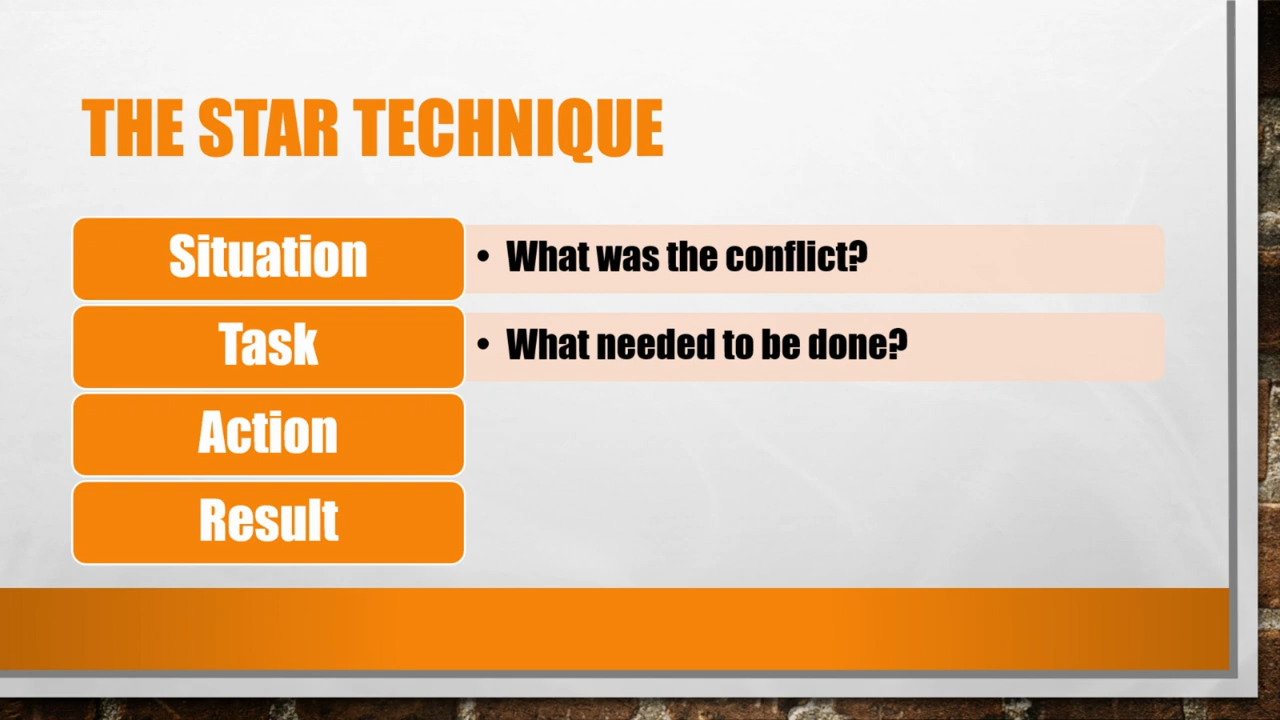 THE STAR TECHNIQUE
Situation
• What was the conflict?
Task
• What needed to be done?
Action
Result